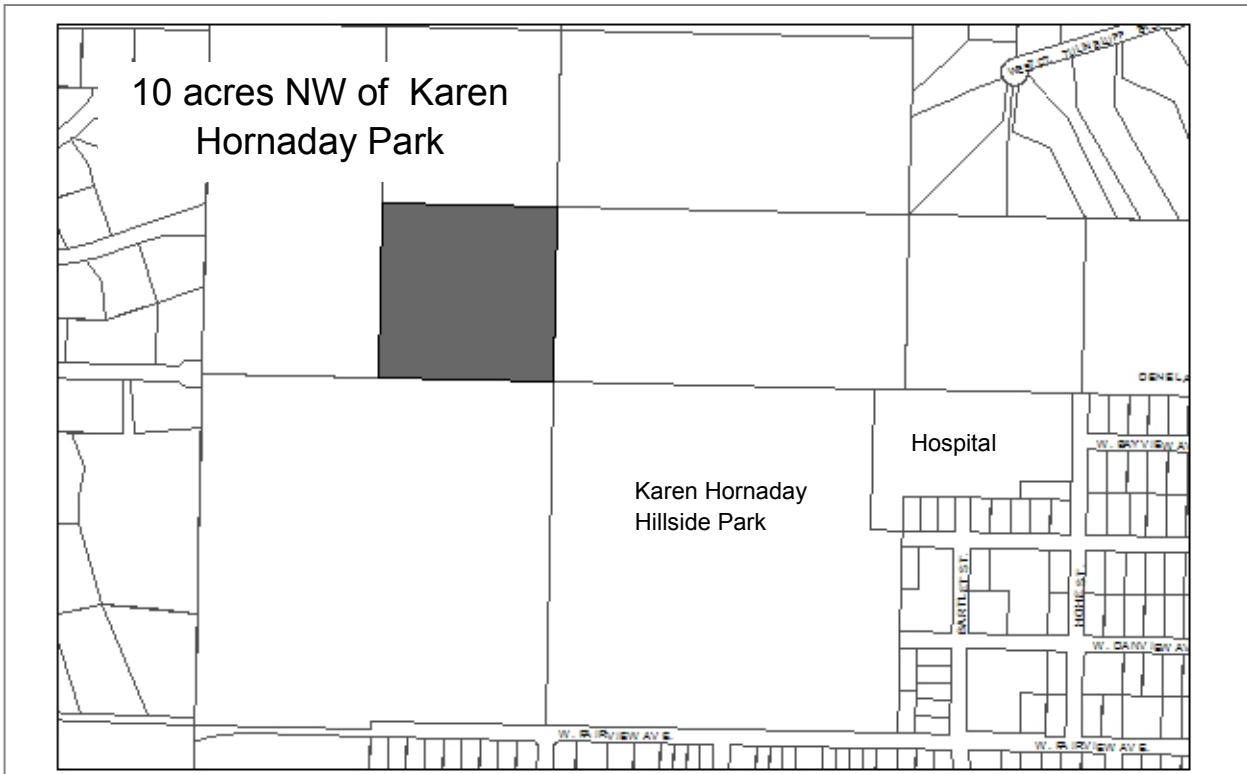 10 acres NW of Karen
Hornaday Park
Hospital
Karen Hornaday
Hillside Park
W. BAYVIEW AV
BARTLETT ST.
HOHE ST.
W. DANVIEW AV
W. FAIRVIEW AVE.
W. FAIRVIEW AVE.